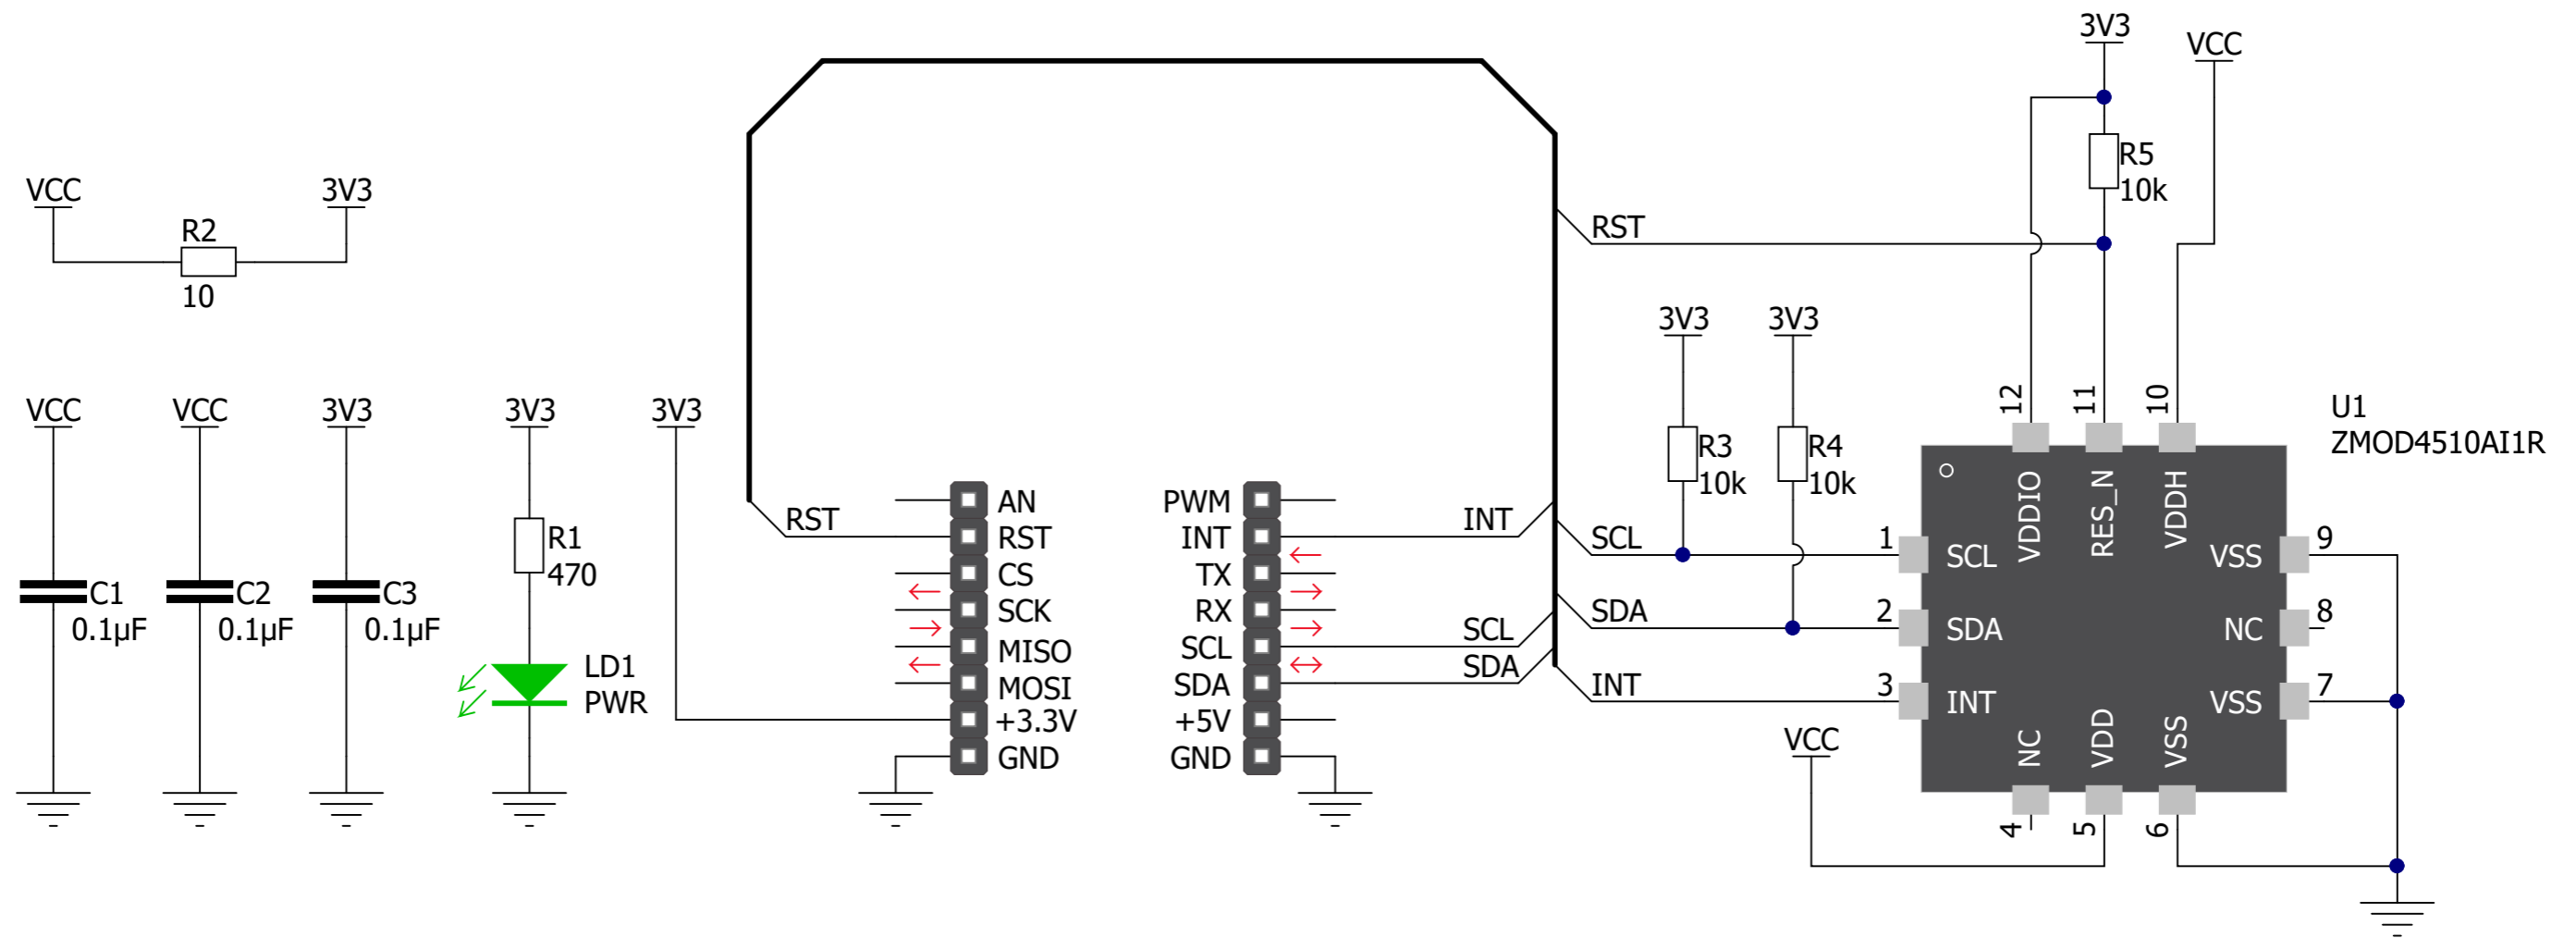 VCC
3V3
R2
10
VCC
C1
0.1µF
VCC
C2
0.1µF
3V3
C3
0.1µF
3V3
R1
470
LD1
PWR
3V3
RST
AN
RST
CS
SCK
MISO
MOSI
+3.3V
GND
PWM
INT
TX
RX
SCL
SDA
+5V
GND
INT
SCL
SDA
RST
SCL
SDA
INT
3V3
R3
10k
3V3
R4
10k
3V3
R5
10k
VCC
VCC
U1
ZMOD4510AI1R
12
11
10
VDDIO
RES_N
VDDH
1
SCL
2
SDA
3
INT
9
VSS
8
NC
7
VSS
NC
VDD
VSS
4
5
6